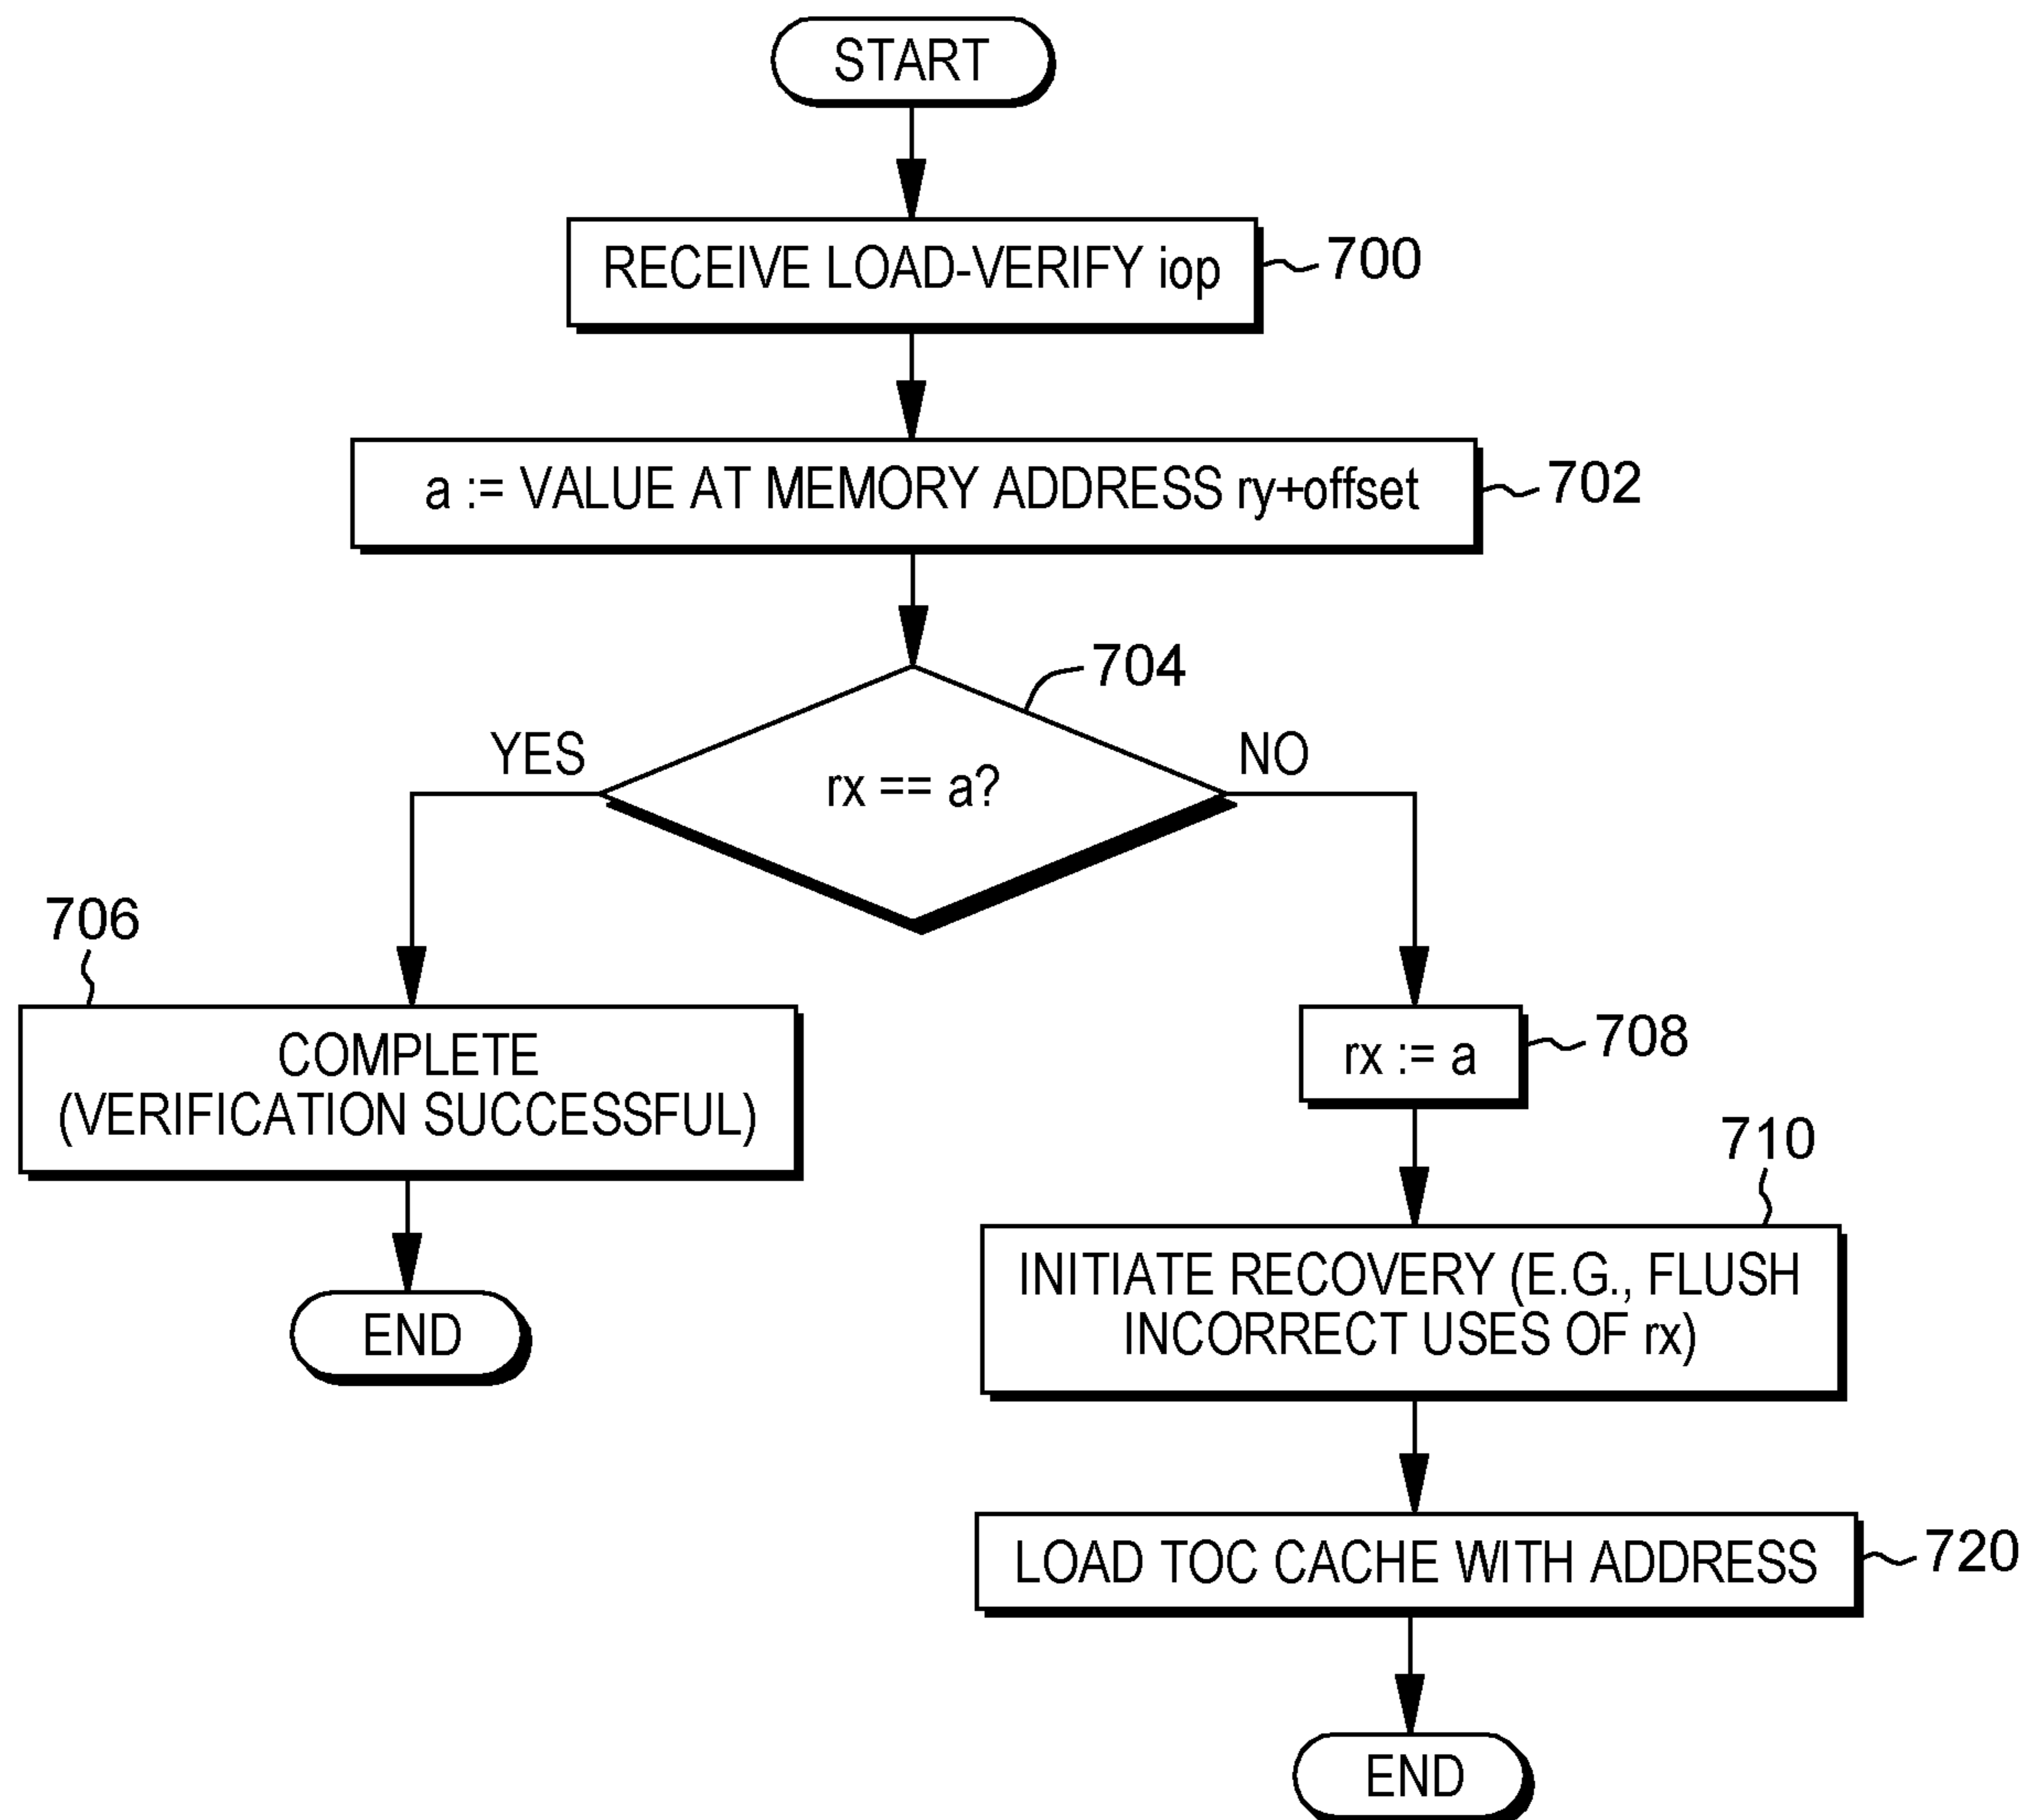 START
RECEIVE LOAD-VERIFY iop
700
a := VALUE AT MEMORY ADDRESS ry+offset
702
704
YES
rx == a?
NO
706
COMPLETE
(VERIFICATION SUCCESSFUL)
END
rx := a
708
710
INITIATE RECOVERY (E.G., FLUSH
INCORRECT USES OF rx)
LOAD TOC CACHE WITH ADDRESS
720
END